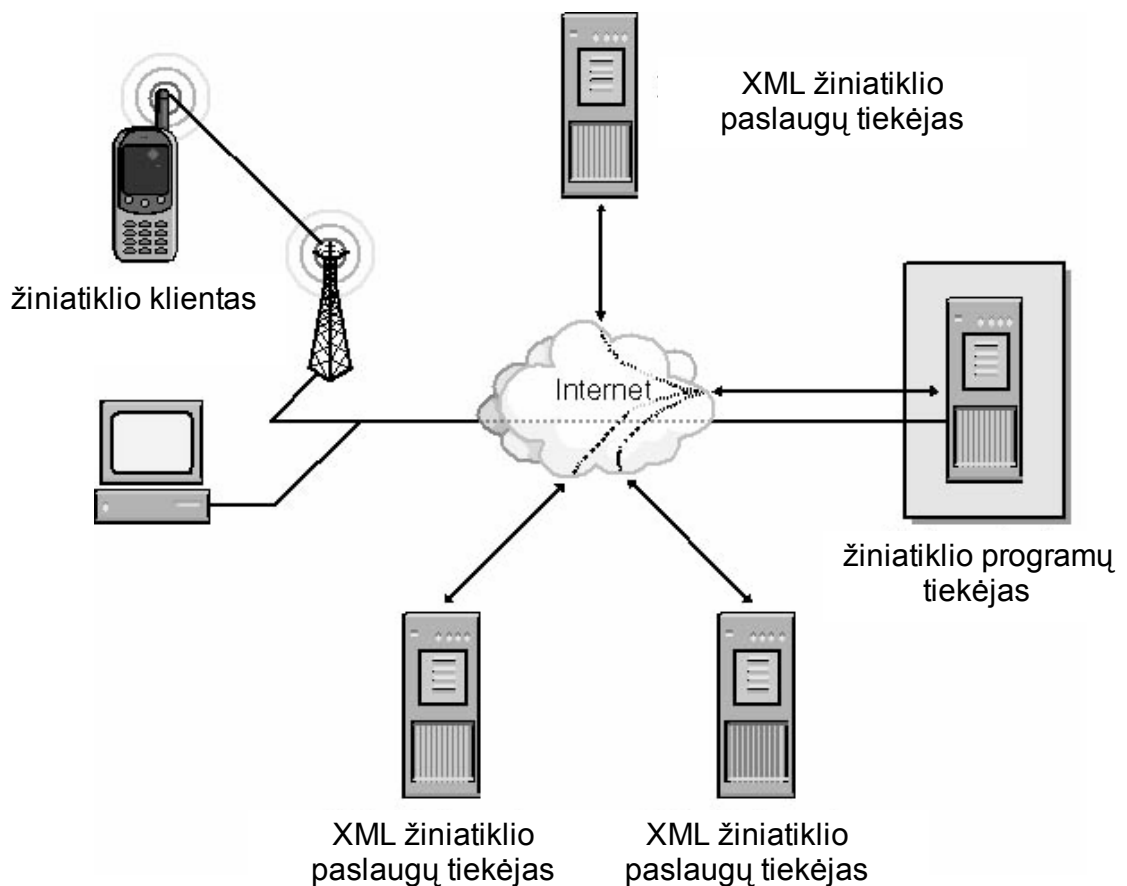 XML žiniatiklio
paslaugų tiekėjas
žiniatiklio klientas
Internet
žiniatiklio programų
tiekėjas
XML žiniatiklio
paslaugų tiekėjas
XML žiniatiklio
paslaugų tiekėjas